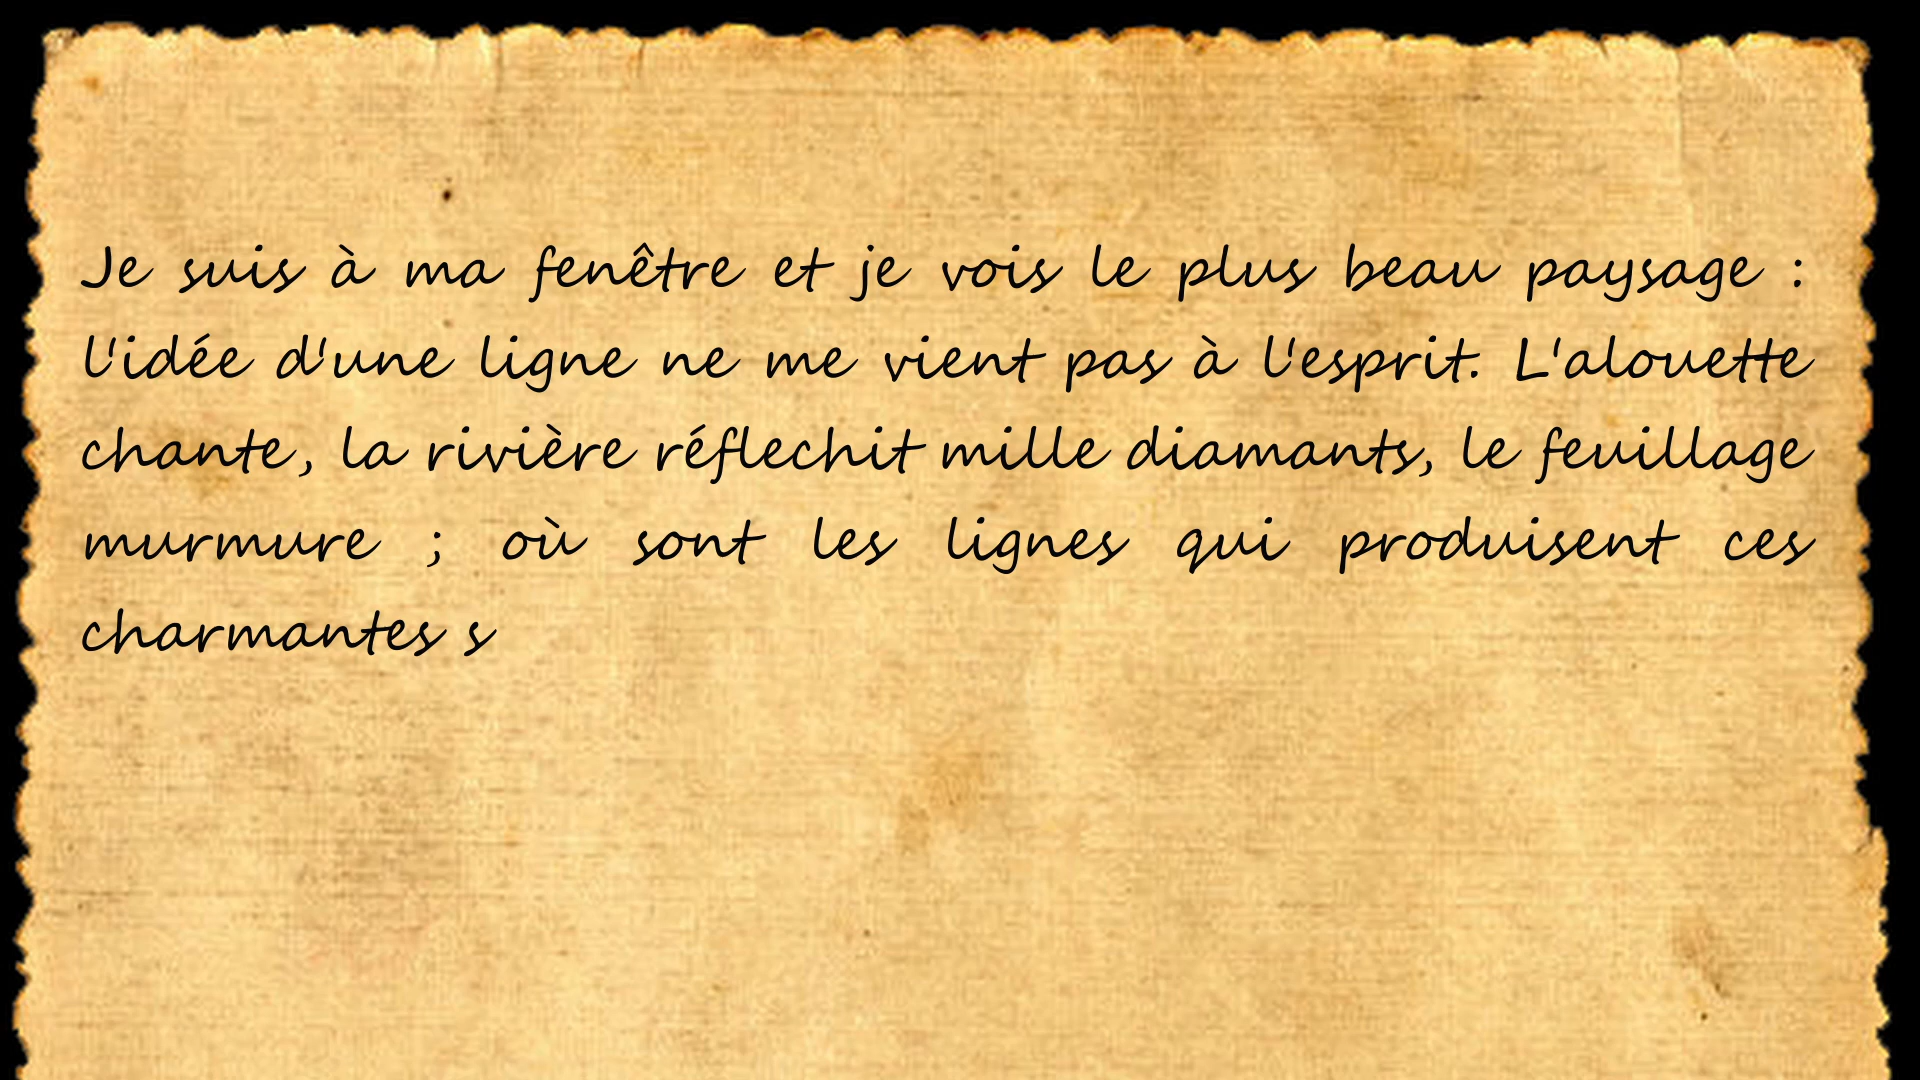 Je suis à ma fenêtre et je vois le plus beau paysage :
l'idée d'une ligne ne me vient pas à l'esprit. L'alouette
chante, la rivière réflechit mille diamants, le feuillage
murmure ; où sont les lignes qui produisent ces
charmantes s